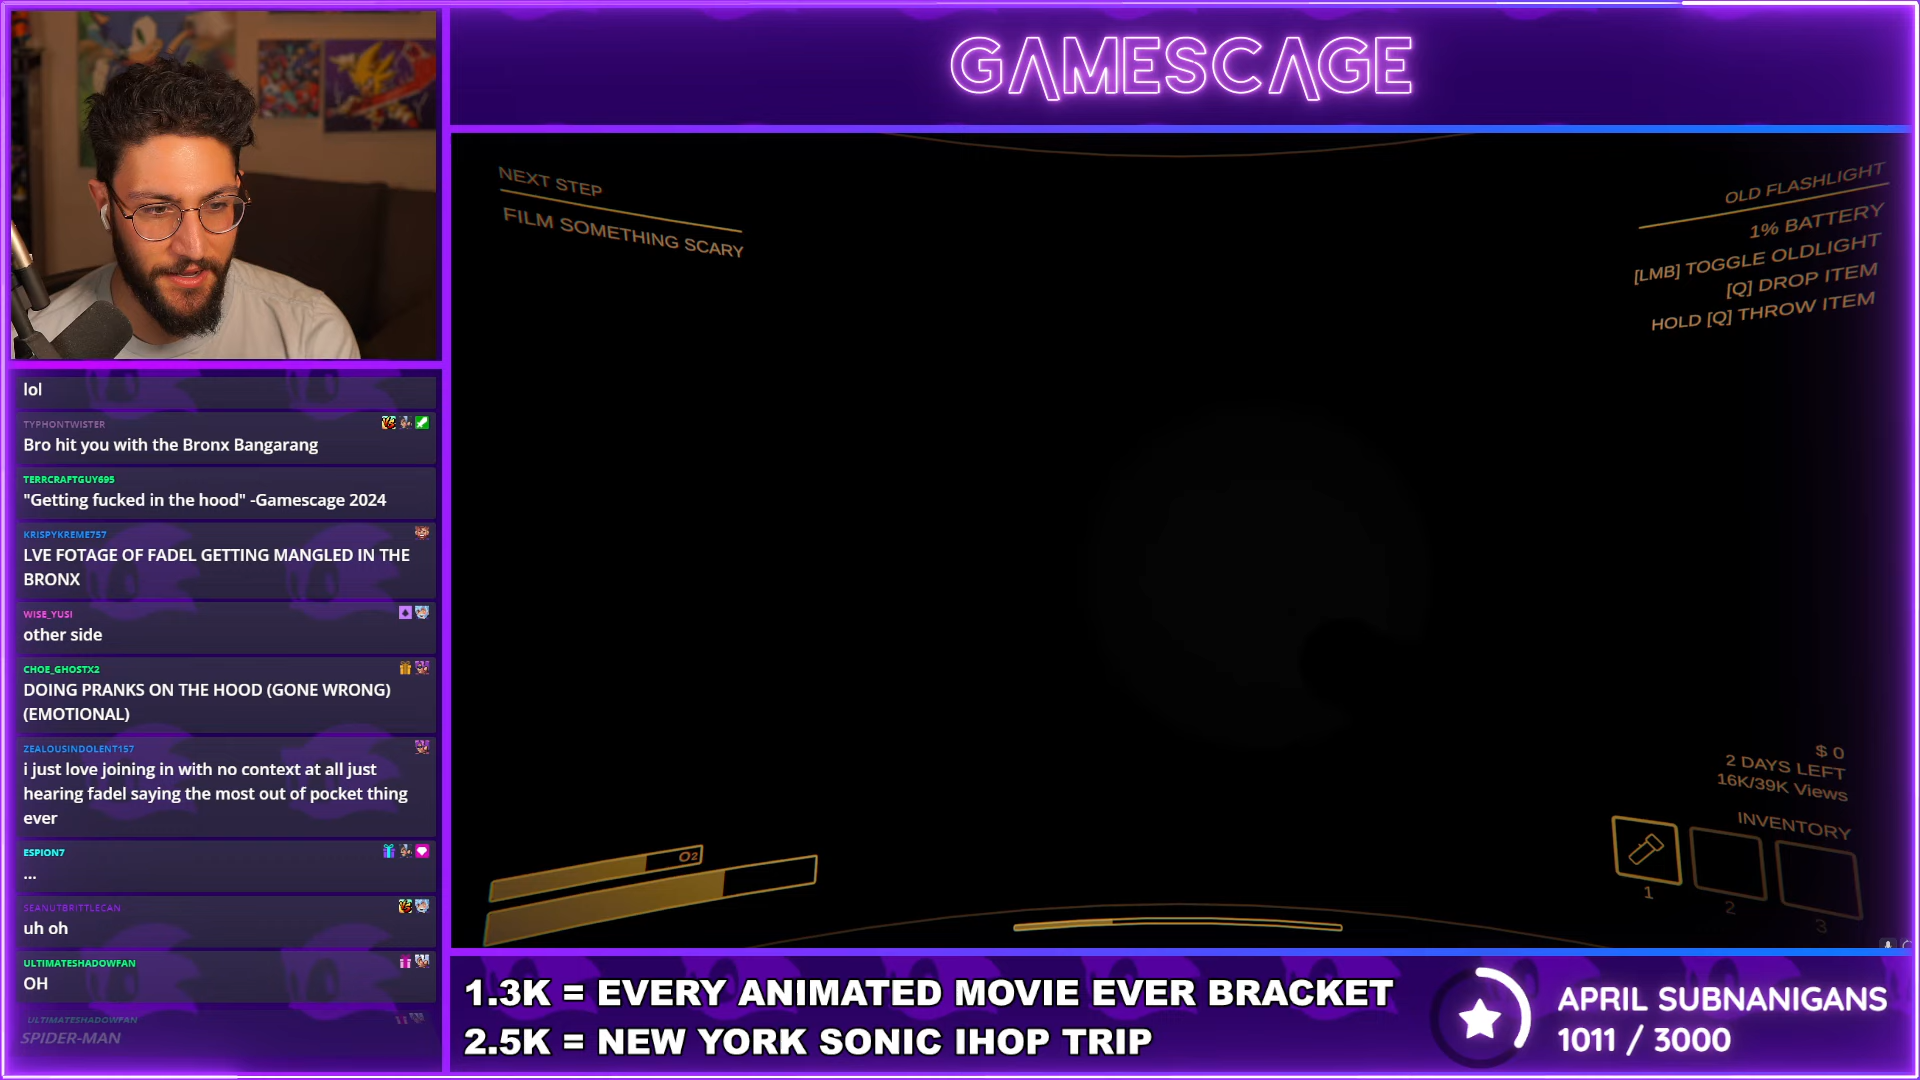 GAMESCAGE
NEXT STEP
FILM SOMETHING SCARY
OLD FLASHLIGHT
1% BATTERY
[LMB] TOGGLE OLDLIGHT
[Q] DROP ITEM
HOLD [Q] THROW ITEM
lol
TYPHONTWISTER
Bro hit you with the Bronx Bangarang
TERRCRAFTGUY695
"Getting fucked in the hood" -Gamescage 2024
KRISPYKREME757
LVE FOTAGE OF FADEL GETTING MANGLED IN THE
BRONX
WISE_YUSI
other side
CHOE_GHOSTX2
DOING PRANKS ON THE HOOD (GONE WRONG)
(EMOTIONAL)
ZEALOUSINDOLENT157
i just love joining in with no context at all just
hearing fadel saying the most out of pocket thing
ever
ESPION7
...
SEANUTBRITTLECAN
uh oh
ULTIMATESHADOWFAN
OH
ULTIMATESHADOWFAN
SPIDER-MAN
$ 0
2 DAYS LEFT
16K/39K Views
INVENTORY
1
2
3
O2
1.3K = EVERY ANIMATED MOVIE EVER BRACKET
2.5K = NEW YORK SONIC IHOP TRIP
APRIL SUBNANIGANS
1011 / 3000